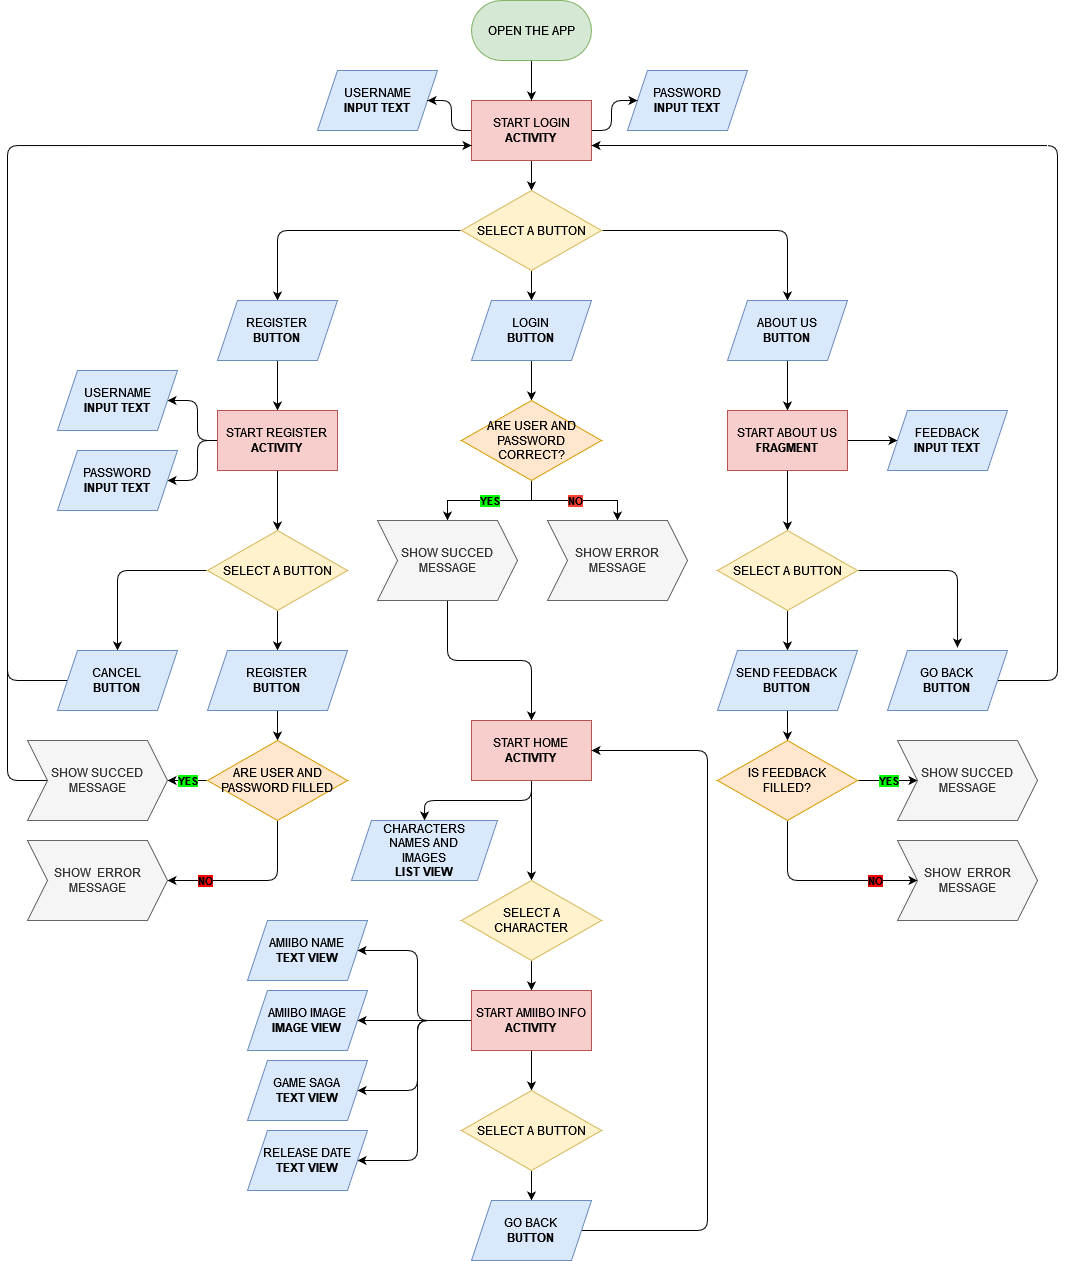 OPEN THE APP
USERNAME
INPUT TEXT
PASSWORD
INPUT TEXT
START LOGIN
ACTIVITY
SELECT A BUTTON
REGISTER
BUTTON
LOGIN
BUTTON
ABOUT US
BUTTON
USERNAME
INPUT TEXT
PASSWORD
INPUT TEXT
START REGISTER
ACTIVITY
ARE USER AND
PASSWORD
CORRECT?
START ABOUT US
FRAGMENT
FEEDBACK
INPUT TEXT
YES
NO
SHOW SUCCED
MESSAGE
SHOW ERROR
MESSAGE
SELECT A BUTTON
SELECT A BUTTON
CANCEL
BUTTON
REGISTER
BUTTON
SEND FEEDBACK
BUTTON
GO BACK
BUTTON
SHOW SUCCED
MESSAGE
YES
ARE USER AND
PASSWORD FILLED
START HOME
ACTIVITY
IS FEEDBACK
FILLED?
YES
SHOW SUCCED
MESSAGE
SHOW ERROR
MESSAGE
NO
CHARACTERS
NAMES AND
IMAGES
LIST VIEW
NO
SHOW ERROR
MESSAGE
SELECT A
CHARACTER
AMIIBO NAME
TEXT VIEW
AMIIBO IMAGE
IMAGE VIEW
START AMIIBO INFO
ACTIVITY
GAME SAGA
TEXT VIEW
RELEASE DATE
TEXT VIEW
SELECT A BUTTON
GO BACK
BUTTON